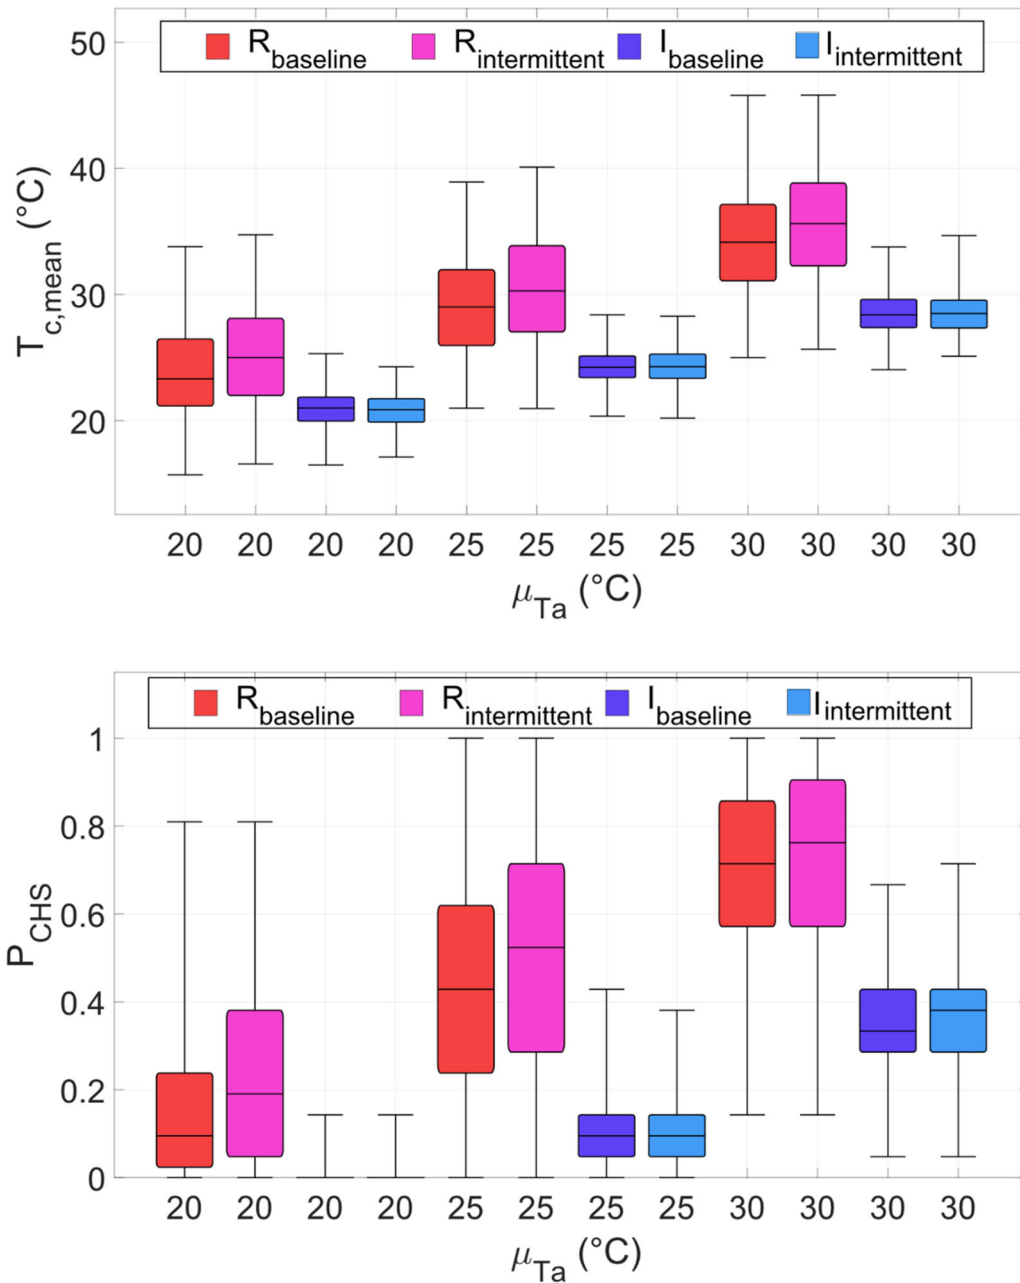 R_baseline R_intermittent I_baseline I_intermittent
50
40
30
20
T_c,mean (°C)
20 20 20 20 25 25 25 25 30 30 30 30
μ_Ta (°C)
R_baseline R_intermittent I_baseline I_intermittent
1
0.8
0.6
0.4
0.2
0
P_CHS
20 20 20 20 25 25 25 25 30 30 30 30
μ_Ta (°C)